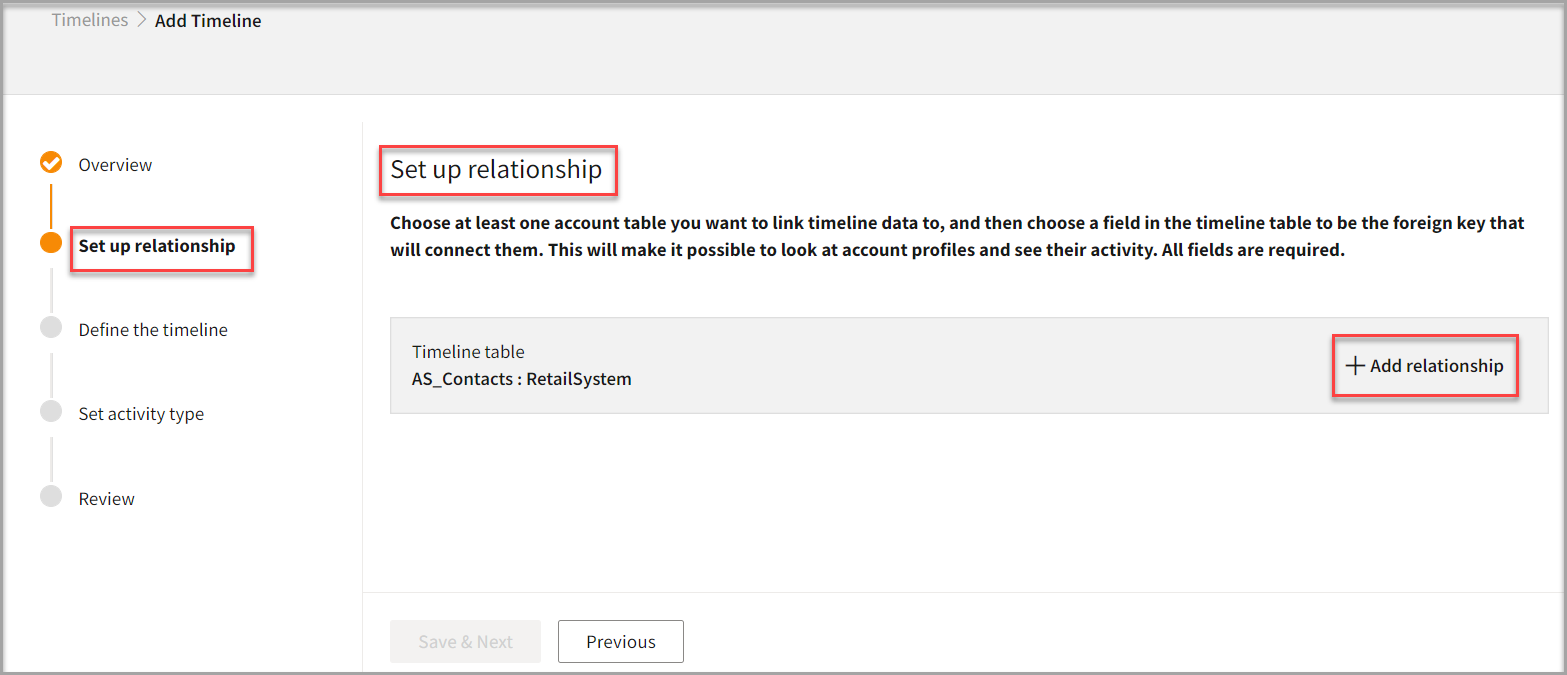 Timelines > Add Timeline
Overview
Set up relationship
Define the timeline
Set activity type
Review
Set up relationship
Choose at least one account table you want to link timeline data to, and then choose a field in the timeline table to be the foreign key that
will connect them. This will make it possible to look at account profiles and see their activity. All fields are required.
Timeline table
AS_Contacts : RetailSystem
+ Add relationship
Save & Next
Previous